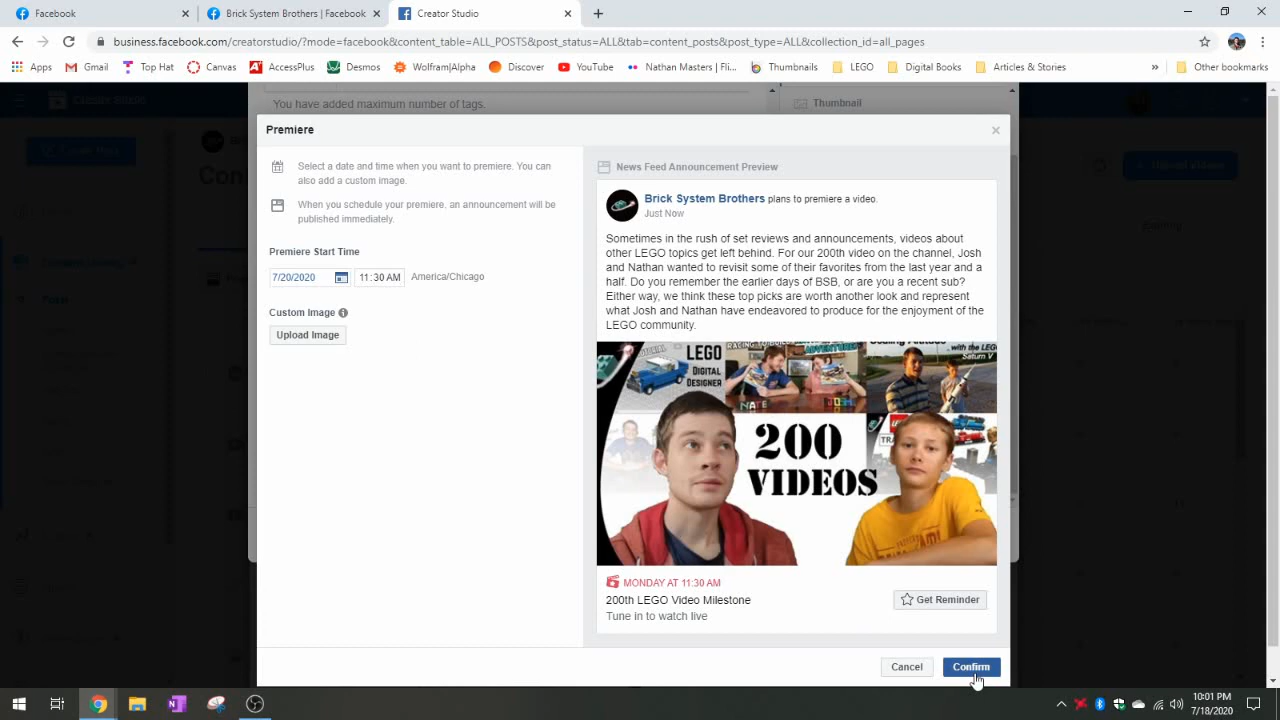 Facebook
Brick System Brothers | Facebook
Creator Studio
business.facebook.com/creatorstudio/?mode=facebook&content_table=ALL_POSTS&post_status=ALL&tab=content_posts&post_type=ALL&collection_id=all_pages
Apps
Gmail
Top Hat
Canvas
AccessPlus
Desmos
Wolfram|Alpha
Discover
YouTube
Nathan Masters | Fli...
Thumbnails
LEGO
Digital Books
Articles & Stories
»
Other bookmarks
You have added maximum number of tags.
Thumbnail
Premiere
Select a date and time when you want to premiere. You can
also add a custom image.
When you schedule your premiere, an announcement will be
published immediately.
Premiere Start Time
7/20/2020
11:30 AM
America/Chicago
Custom Image
Upload Image
News Feed Announcement Preview
Brick System Brothers plans to premiere a video.
Just Now
Sometimes in the rush of set reviews and announcements, videos about
other LEGO topics get left behind. For our 200th video on the channel, Josh
and Nathan wanted to revisit some of their favorites from the last year and a
half. Do you remember the earlier days of BSB, or are you a recent sub?
Either way, we think these top picks are worth another look and represent
what Josh and Nathan have endeavored to produce for the enjoyment of the
LEGO community.
LEGO
DIGITAL
DESIGNER
NATE
JOSH
...with the LEGO
Saturn V
200
VIDEOS
MONDAY AT 11:30 AM
200th LEGO Video Milestone
Tune in to watch live
Get Reminder
Cancel
Confirm
10:01 PM
7/18/2020